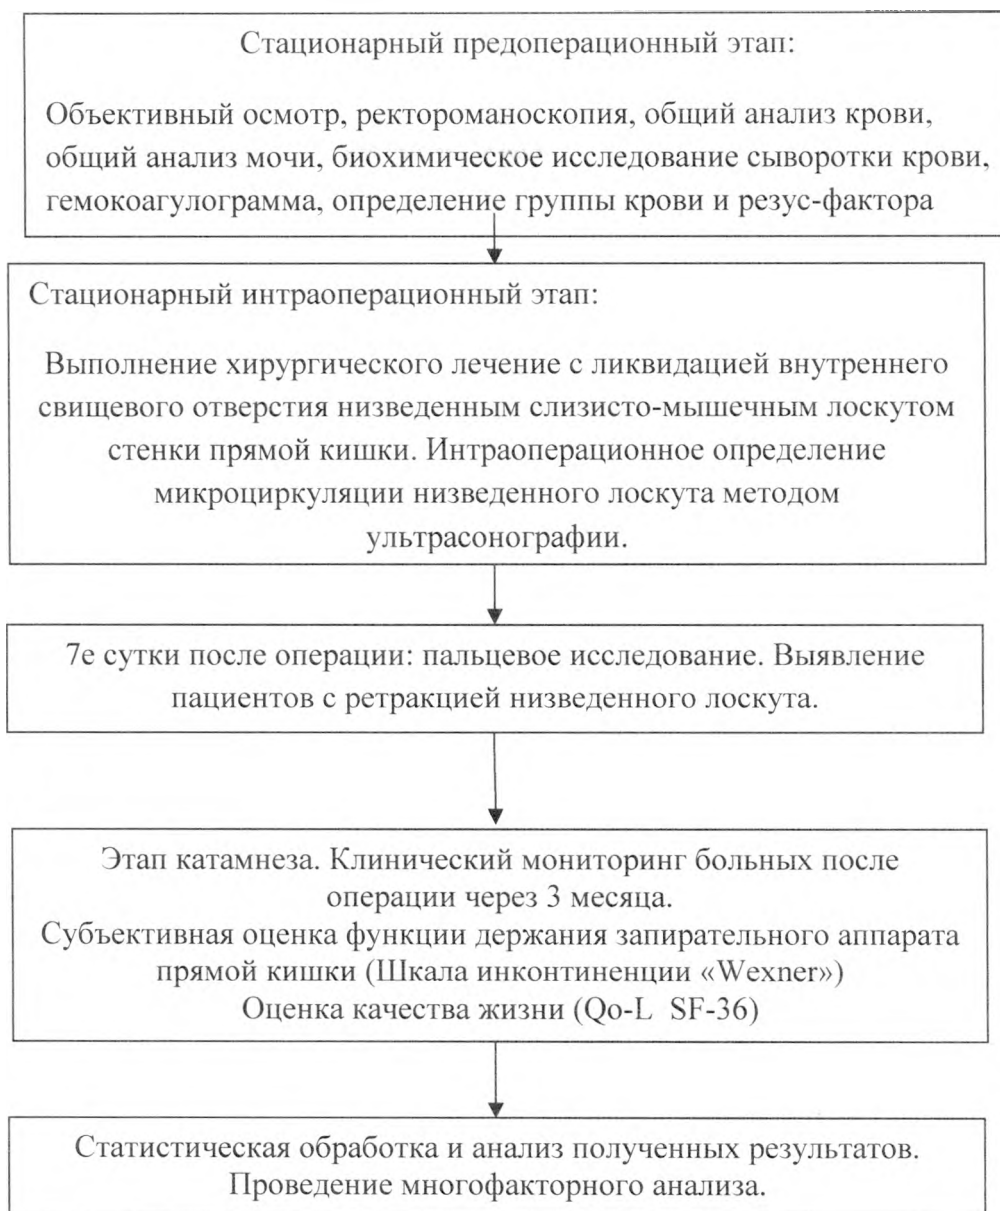 Стационарный предоперационный этап:
Объективный осмотр, ректороманоскопия, общий анализ крови,
общий анализ мочи, биохимическое исследование сыворотки крови,
гемокоагулограмма, определение группы крови и резус-фактора
Стационарный интраоперационный этап:
Выполнение хирургического лечение с ликвидацией внутреннего
свищевого отверстия низведенным слизисто-мышечным лоскутом
стенки прямой кишки. Интраоперационное определение
микроциркуляции низведенного лоскута методом
ультрасонографии.
7е сутки после операции: пальцевое исследование. Выявление
пациентов с ретракцией низведенного лоскута.
Этап катамнеза. Клинический мониторинг больных после
операции через 3 месяца.
Субъективная оценка функции держания запирательного аппарата
прямой кишки (Шкала инконтиненции «Wexner»)
Оценка качества жизни (Qo-L SF-36)
Статистическая обработка и анализ полученных результатов.
Проведение многофакторного анализа.